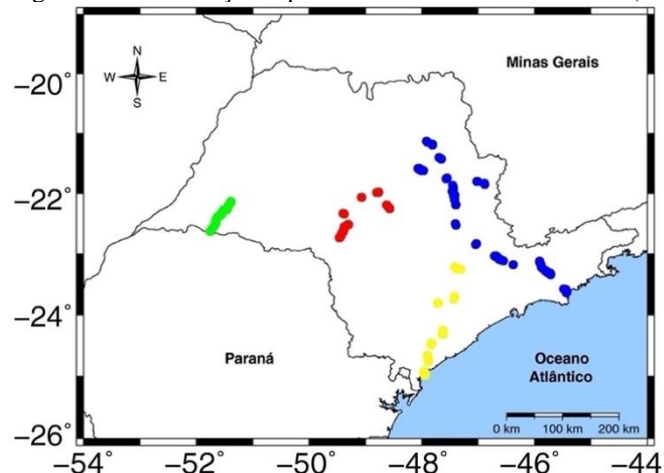 N
W E
S
Minas Gerais
Paraná
Oceano
Atlântico
0 km 100 km 200 km
−20°
−22°
−24°
−26°
−54 −52 −50 −48 −46 −44